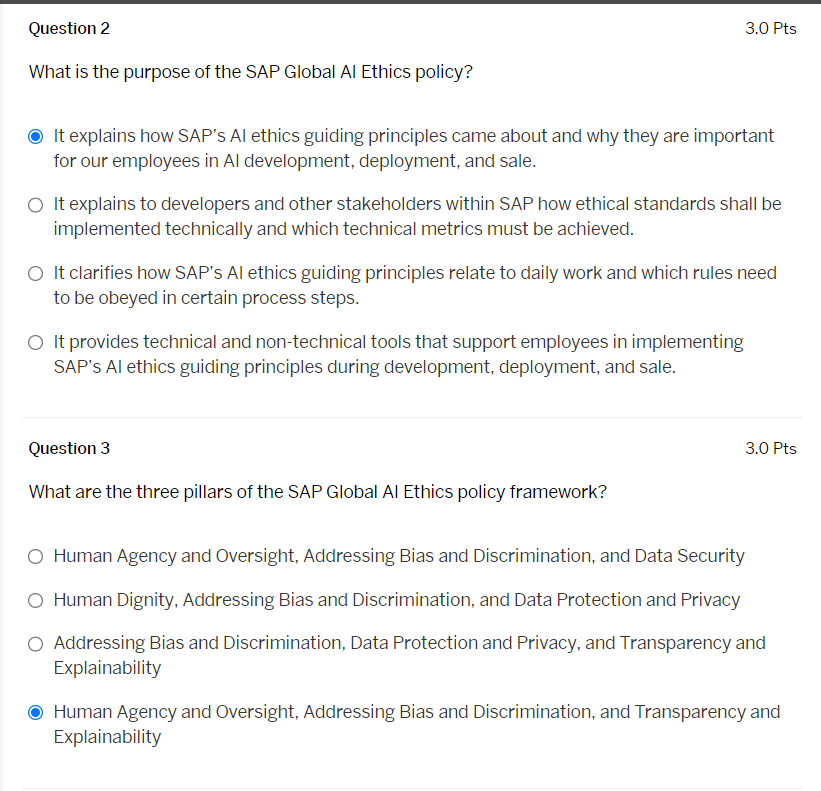 Question 2
3.0 Pts
What is the purpose of the SAP Global AI Ethics policy?
It explains how SAP's AI ethics guiding principles came about and why they are important
for our employees in AI development, deployment, and sale.
It explains to developers and other stakeholders within SAP how ethical standards shall be
implemented technically and which technical metrics must be achieved.
It clarifies how SAP's AI ethics guiding principles relate to daily work and which rules need
to be obeyed in certain process steps.
It provides technical and non-technical tools that support employees in implementing
SAP's AI ethics guiding principles during development, deployment, and sale.
Question 3
3.0 Pts
What are the three pillars of the SAP Global AI Ethics policy framework?
Human Agency and Oversight, Addressing Bias and Discrimination, and Data Security
Human Dignity, Addressing Bias and Discrimination, and Data Protection and Privacy
Addressing Bias and Discrimination, Data Protection and Privacy, and Transparency and
Explainability
Human Agency and Oversight, Addressing Bias and Discrimination, and Transparency and
Explainability